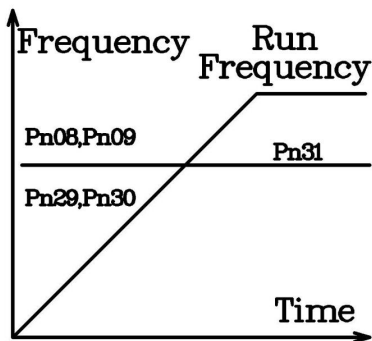 Frequency
Run
Frequency
Pn08,Pn09
Pn31
Pn29,Pn30
Time